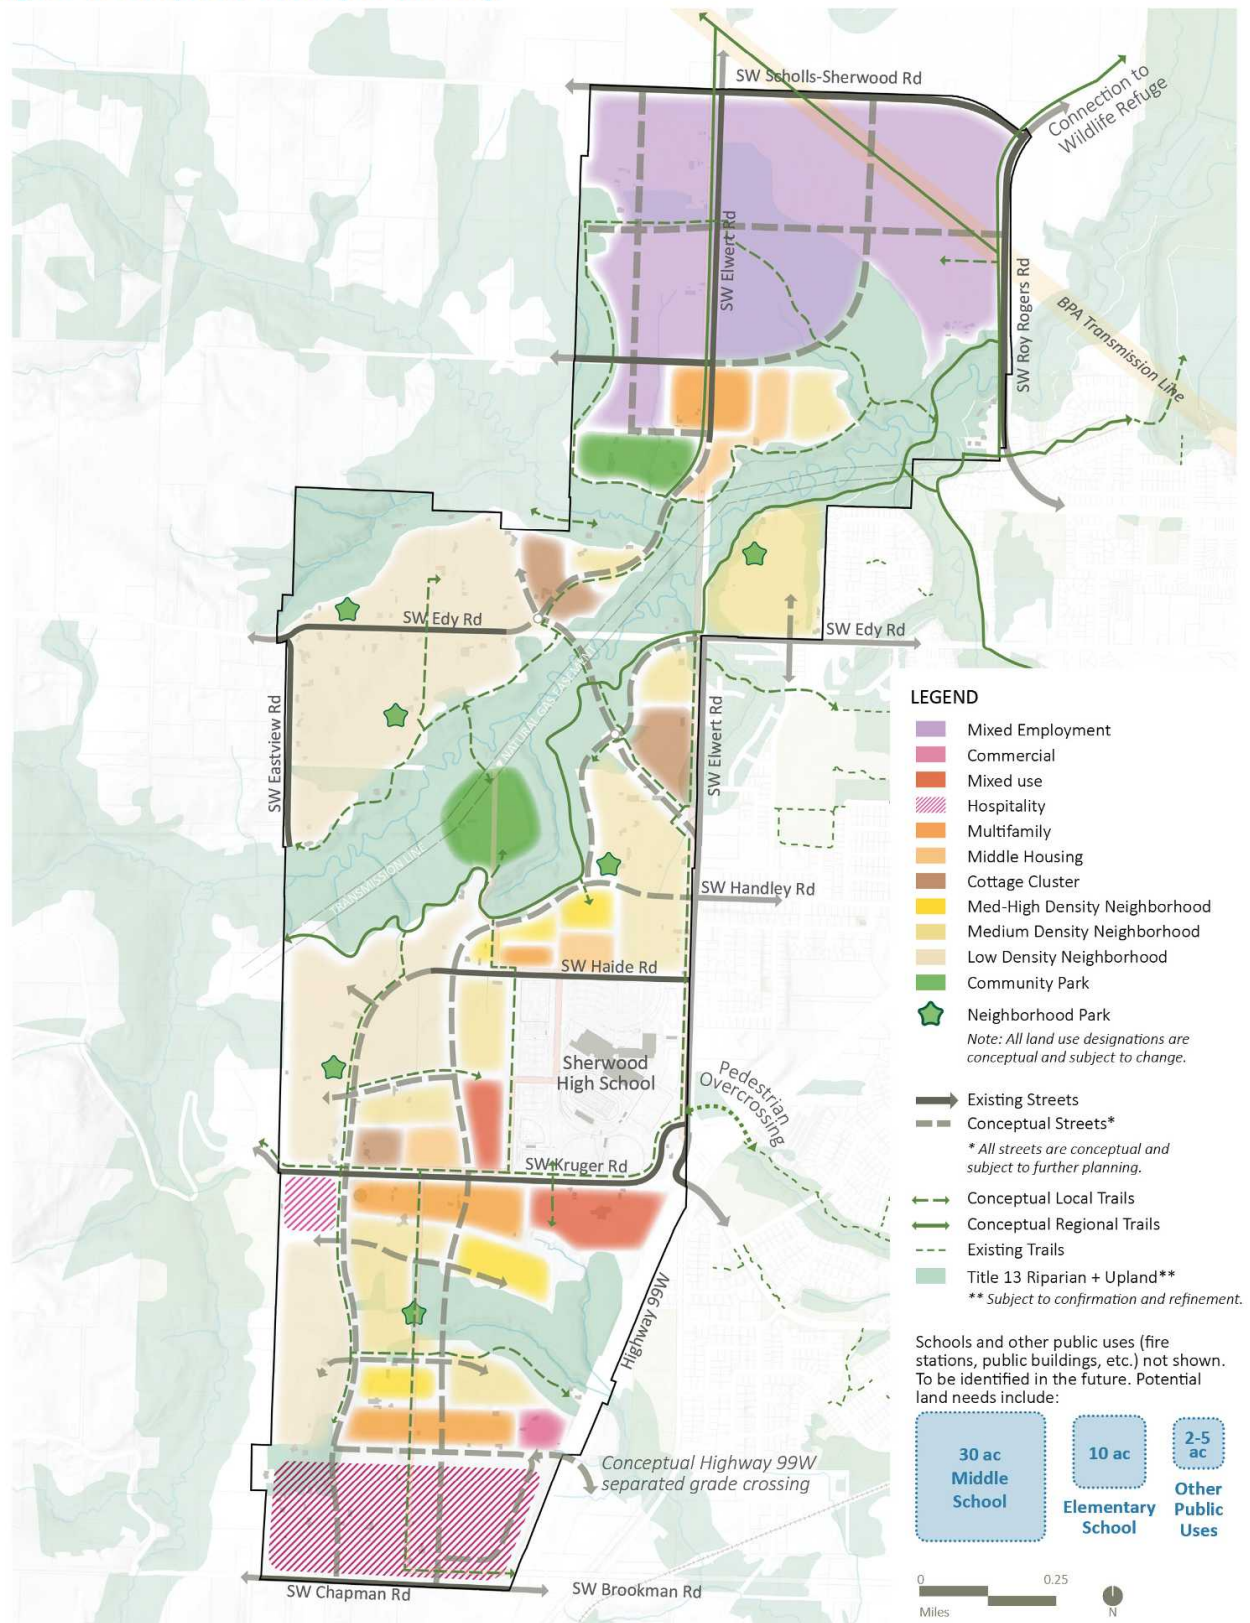 SW Scholls-Sherwood Rd
Connection to
Wildlife Refuge
SW Elwert Rd
SW Roy Rogers Rd
BPA Transmission Line
SW Edy Rd
SW Edy Rd
NATURAL GAS EASEMENT
SW Eastview Rd
SW Elwert Rd
TRANSMISSION LINE
SW Handley Rd
SW Haide Rd
Sherwood
High School
Pedestrian
Overcrossing
SW Kruger Rd
Highway 99W
Conceptual Highway 99W
separated grade crossing
SW Chapman Rd
SW Brookman Rd
LEGEND
Mixed Employment
Commercial
Mixed use
Hospitality
Multifamily
Middle Housing
Cottage Cluster
Med-High Density Neighborhood
Medium Density Neighborhood
Low Density Neighborhood
Community Park
Neighborhood Park
Note: All land use designations are
conceptual and subject to change.
Existing Streets
Conceptual Streets*
* All streets are conceptual and
subject to further planning.
Conceptual Local Trails
Conceptual Regional Trails
Existing Trails
Title 13 Riparian + Upland**
** Subject to confirmation and refinement.
Schools and other public uses (fire
stations, public buildings, etc.) not shown.
To be identified in the future. Potential
land needs include:
30 ac
Middle
School
10 ac
Elementary
School
2-5
ac
Other
Public
Uses
0
0.25
Miles
N